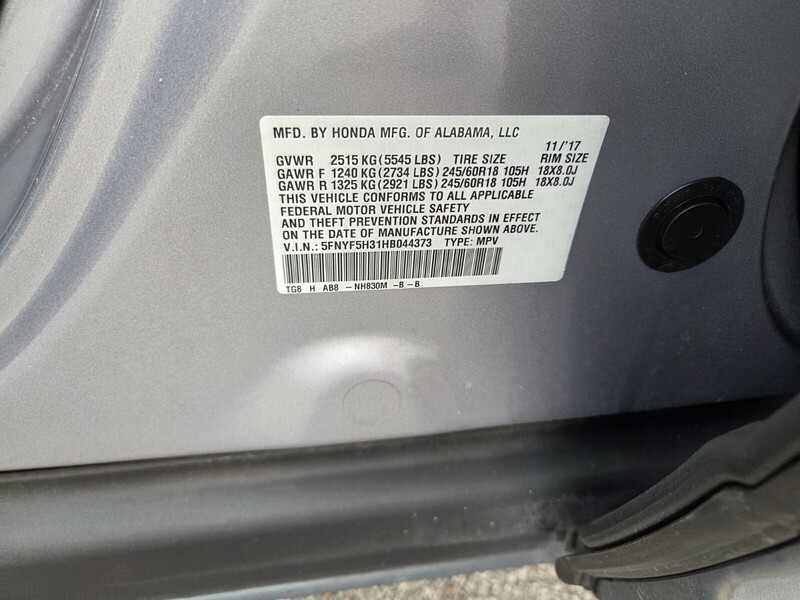 MFD. BY HONDA MFG. OF ALABAMA, LLC
11/'17
GVWR 2515 KG (5545 LBS) TIRE SIZE RIM SIZE
GAWR F 1240 KG (2734 LBS) 245/60R18 105H 18X8.0J
GAWR R 1325 KG (2921 LBS) 245/60R18 105H 18X8.0J
THIS VEHICLE CONFORMS TO ALL APPLICABLE
FEDERAL MOTOR VEHICLE SAFETY
AND THEFT PREVENTION STANDARDS IN EFFECT
ON THE DATE OF MANUFACTURE SHOWN ABOVE.
V.I.N.: 5FNYF5H31HB044373 TYPE: MPV
TG8 H AB8 -NH830M -B-B